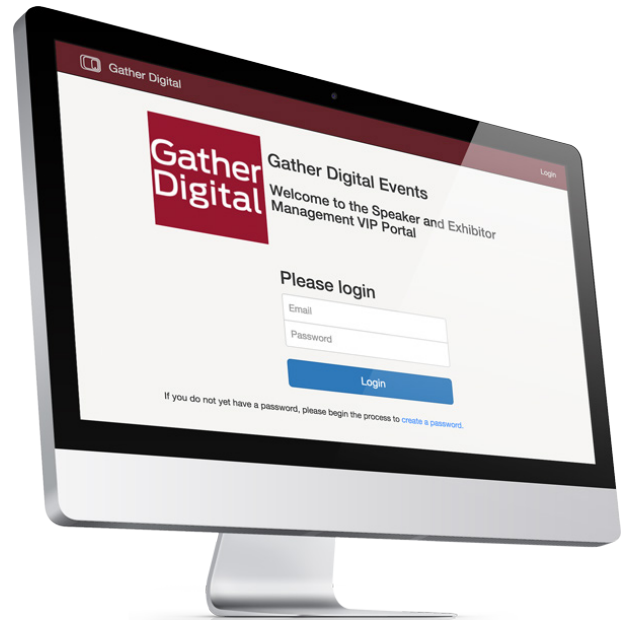 Gather Digital
Login
Gather
Digital
Gather Digital Events
Welcome to the Speaker and Exhibitor
Management VIP Portal
Please login
Email
Password
Login
If you do not yet have a password, please begin the process to create a password.